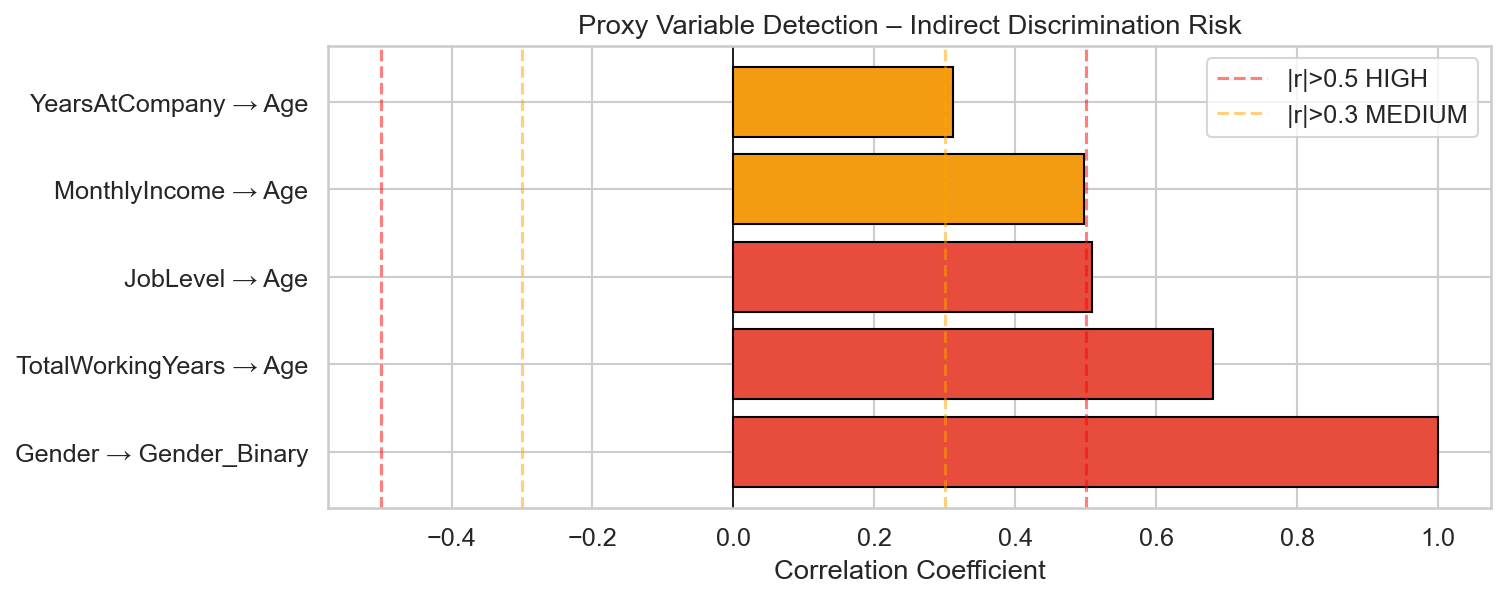 Proxy Variable Detection – Indirect Discrimination Risk
|r|>0.5 HIGH
|r|>0.3 MEDIUM
YearsAtCompany → Age
MonthlyIncome → Age
JobLevel → Age
TotalWorkingYears → Age
Gender → Gender_Binary
−0.4 −0.2 0.0 0.2 0.4 0.6 0.8 1.0
Correlation Coefficient